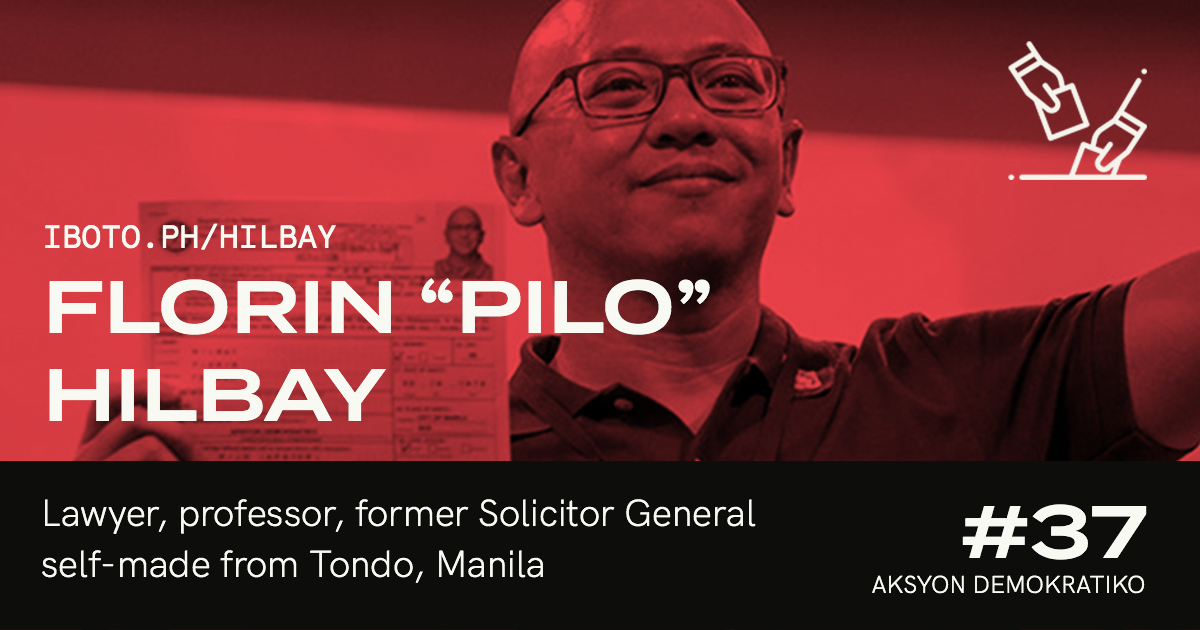 IBOTO.PH/HILBAY
FLORIN “PILO”
HILBAY
Lawyer, professor, former Solicitor General
self-made from Tondo, Manila
#37
AKSYON DEMOKRATIKO